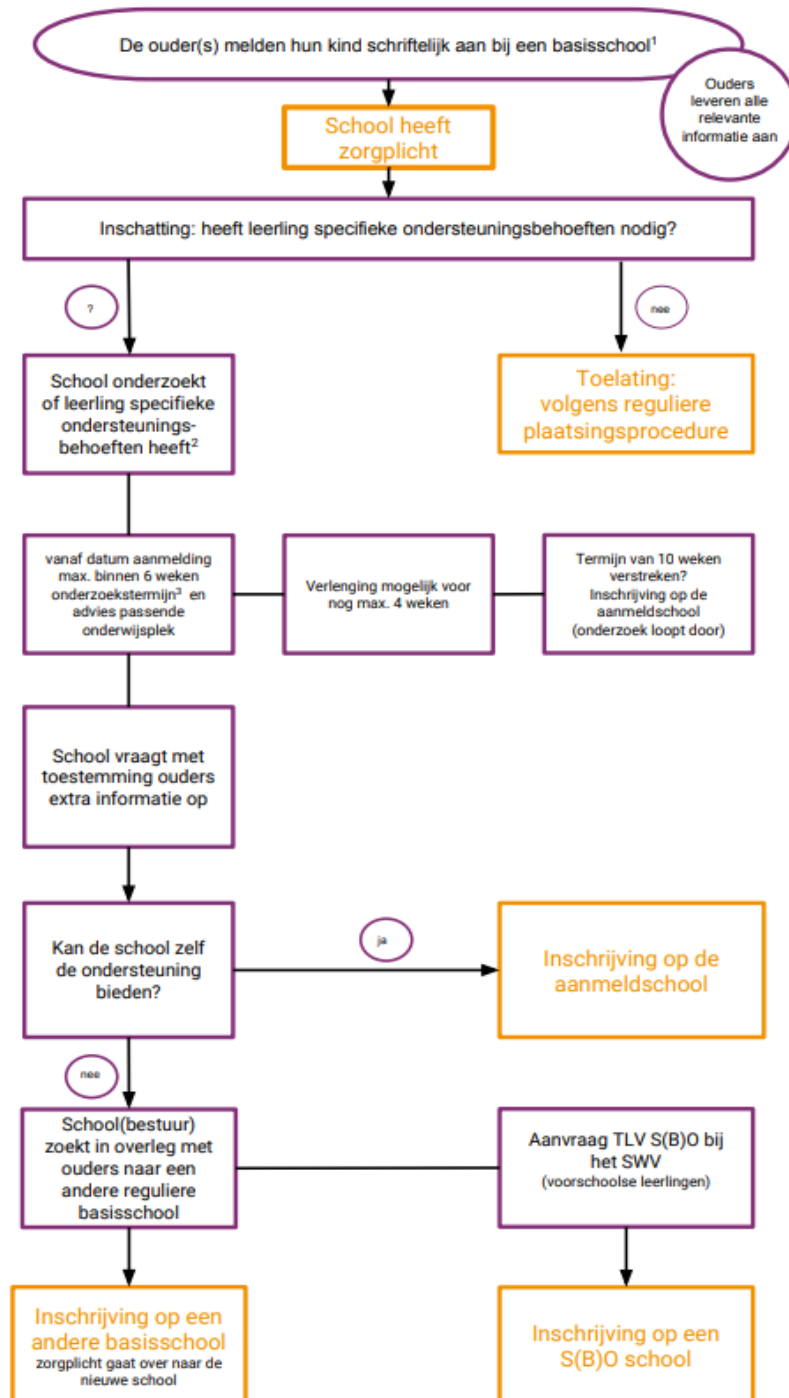 De ouder(s) melden hun kind schriftelijk aan bij een basisschool¹
Ouders
leveren alle
relevante
informatie aan
School heeft
zorgplicht
Inschatting: heeft leerling specifieke ondersteuningsbehoeften nodig?
?
nee
School onderzoekt
of leerling specifieke
ondersteunings-
behoeften heeft²
Toelating:
volgens reguliere
plaatsingsprocedure
vanaf datum aanmelding
max. binnen 6 weken
onderzoekstermijn³ en
advies passende
onderwijsplek
Verlenging mogelijk voor
nog max. 4 weken
Termijn van 10 weken
verstreken?
Inschrijving op de
aanmeldschool
(onderzoek loopt door)
School vraagt met
toestemming ouders
extra informatie op
Kan de school zelf
de ondersteuning
bieden?
ja
Inschrijving op de
aanmeldschool
nee
School(bestuur)
zoekt in overleg met
ouders naar een
andere reguliere
basisschool
Aanvraag TLV S(B)O bij
het SWV
(voorschoolse leerlingen)
Inschrijving op een
andere basisschool
zorgplicht gaat over naar de
nieuwe school
Inschrijving op een
S(B)O school